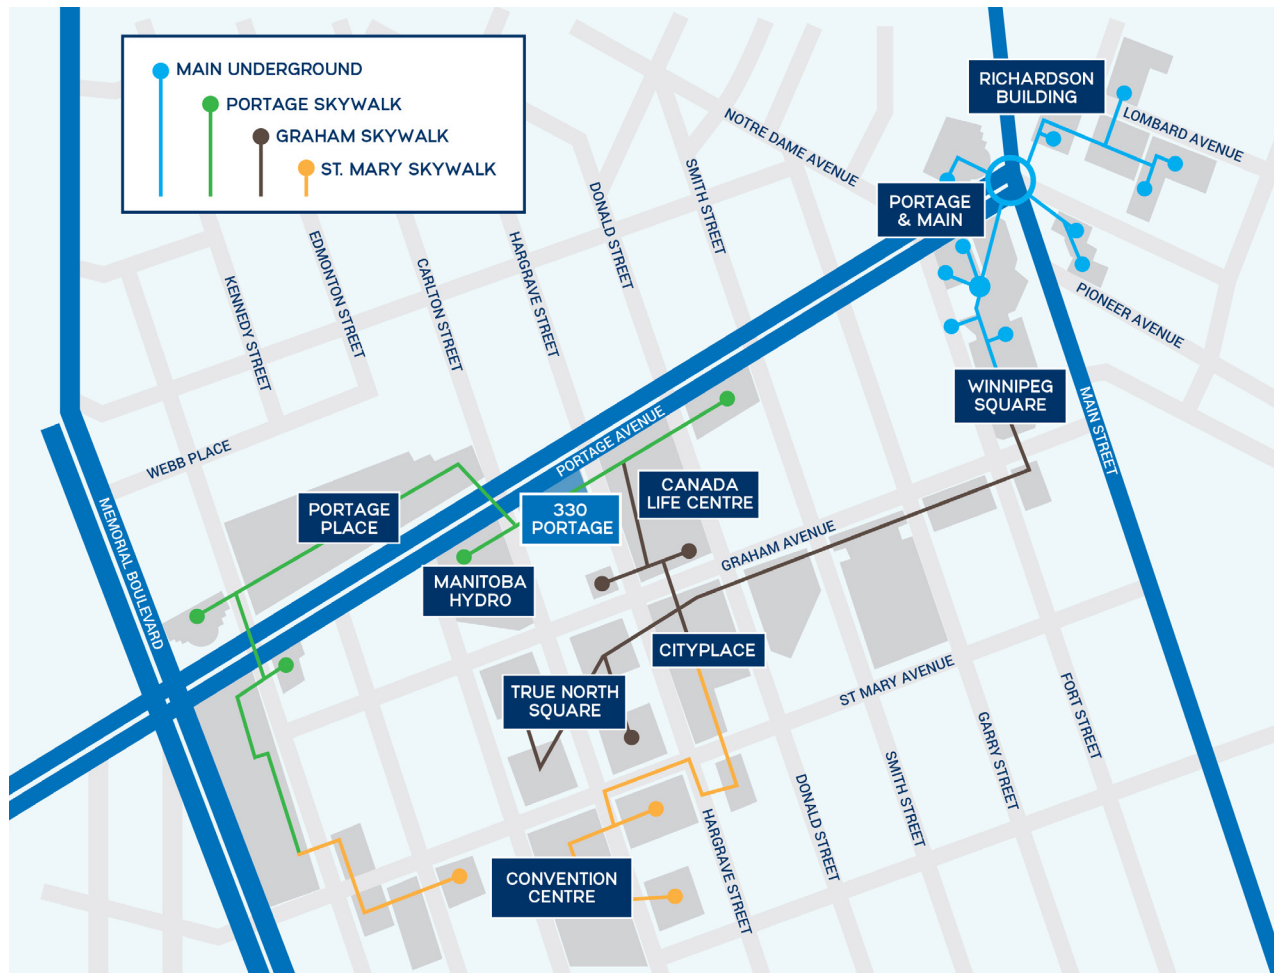 MAIN UNDERGROUND
PORTAGE SKYWALK
GRAHAM SKYWALK
ST. MARY SKYWALK
RICHARDSON
BUILDING
LOMBARD AVENUE
NOTRE DAME AVENUE
PORTAGE
& MAIN
SMITH STREET
DONALD STREET
HARGRAVE STREET
EDMONTON STREET
CARLTON STREET
KENNEDY STREET
PIONEER AVENUE
WINNIPEG
SQUARE
MAIN STREET
PORTAGE AVENUE
WEBB PLACE
MEMORIAL BOULEVARD
PORTAGE
PLACE
CANADA
LIFE CENTRE
330
PORTAGE
GRAHAM AVENUE
MANITOBA
HYDRO
CITYPLACE
TRUE NORTH
SQUARE
ST MARY AVENUE
FORT STREET
GARRY STREET
SMITH STREET
DONALD STREET
HARGRAVE STREET
CONVENTION
CENTRE